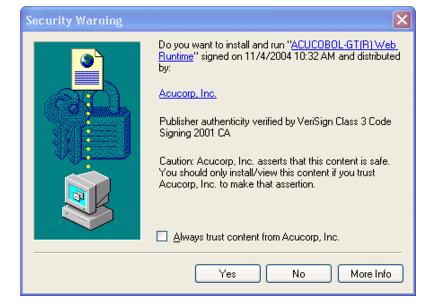 Security Warning
Do you want to install and run "ACUCOBOL-GT(R) Web
Runtime" signed on 11/4/2004 10:32 AM and distributed
by:
Acucorp, Inc.
Publisher authenticity verified by VeriSign Class 3 Code
Signing 2001 CA
Caution: Acucorp, Inc. asserts that this content is safe.
You should only install/view this content if you trust
Acucorp, Inc. to make that assertion.
Always trust content from Acucorp, Inc.
Yes No More Info